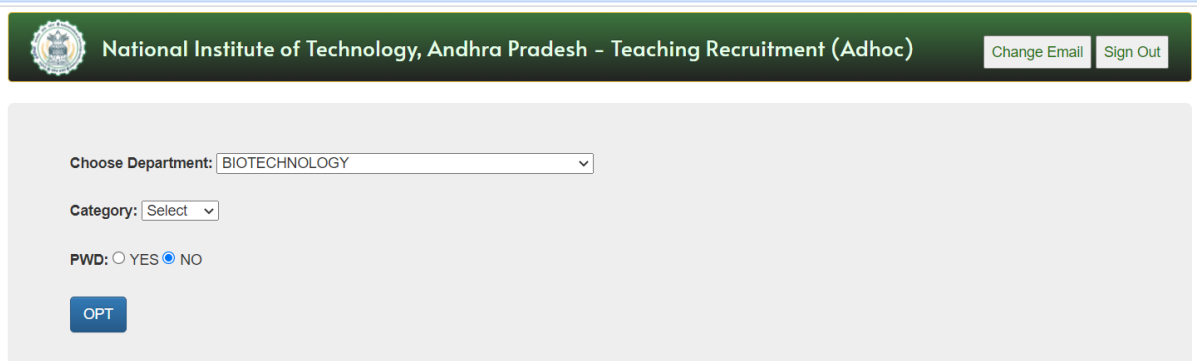 National Institute of Technology, Andhra Pradesh - Teaching Recruitment (Adhoc)
Change Email Sign Out
Choose Department: BIOTECHNOLOGY
Category: Select
PWD: YES NO
OPT